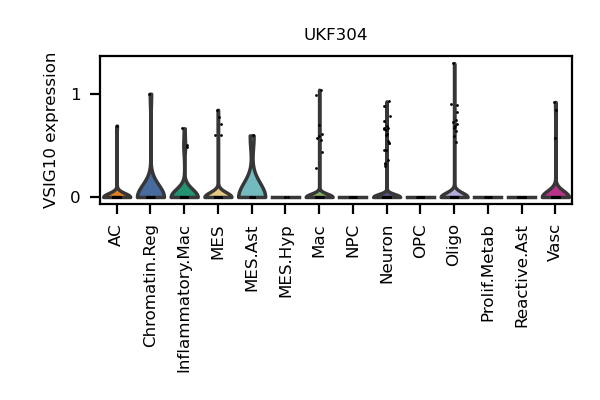 UKF304
VSIG10 expression
1
0
AC
Chromatin.Reg
Inflammatory.Mac
MES
MES.Ast
MES.Hyp
Mac
NPC
Neuron
OPC
Oligo
Prolif.Metab
Reactive.Ast
Vasc